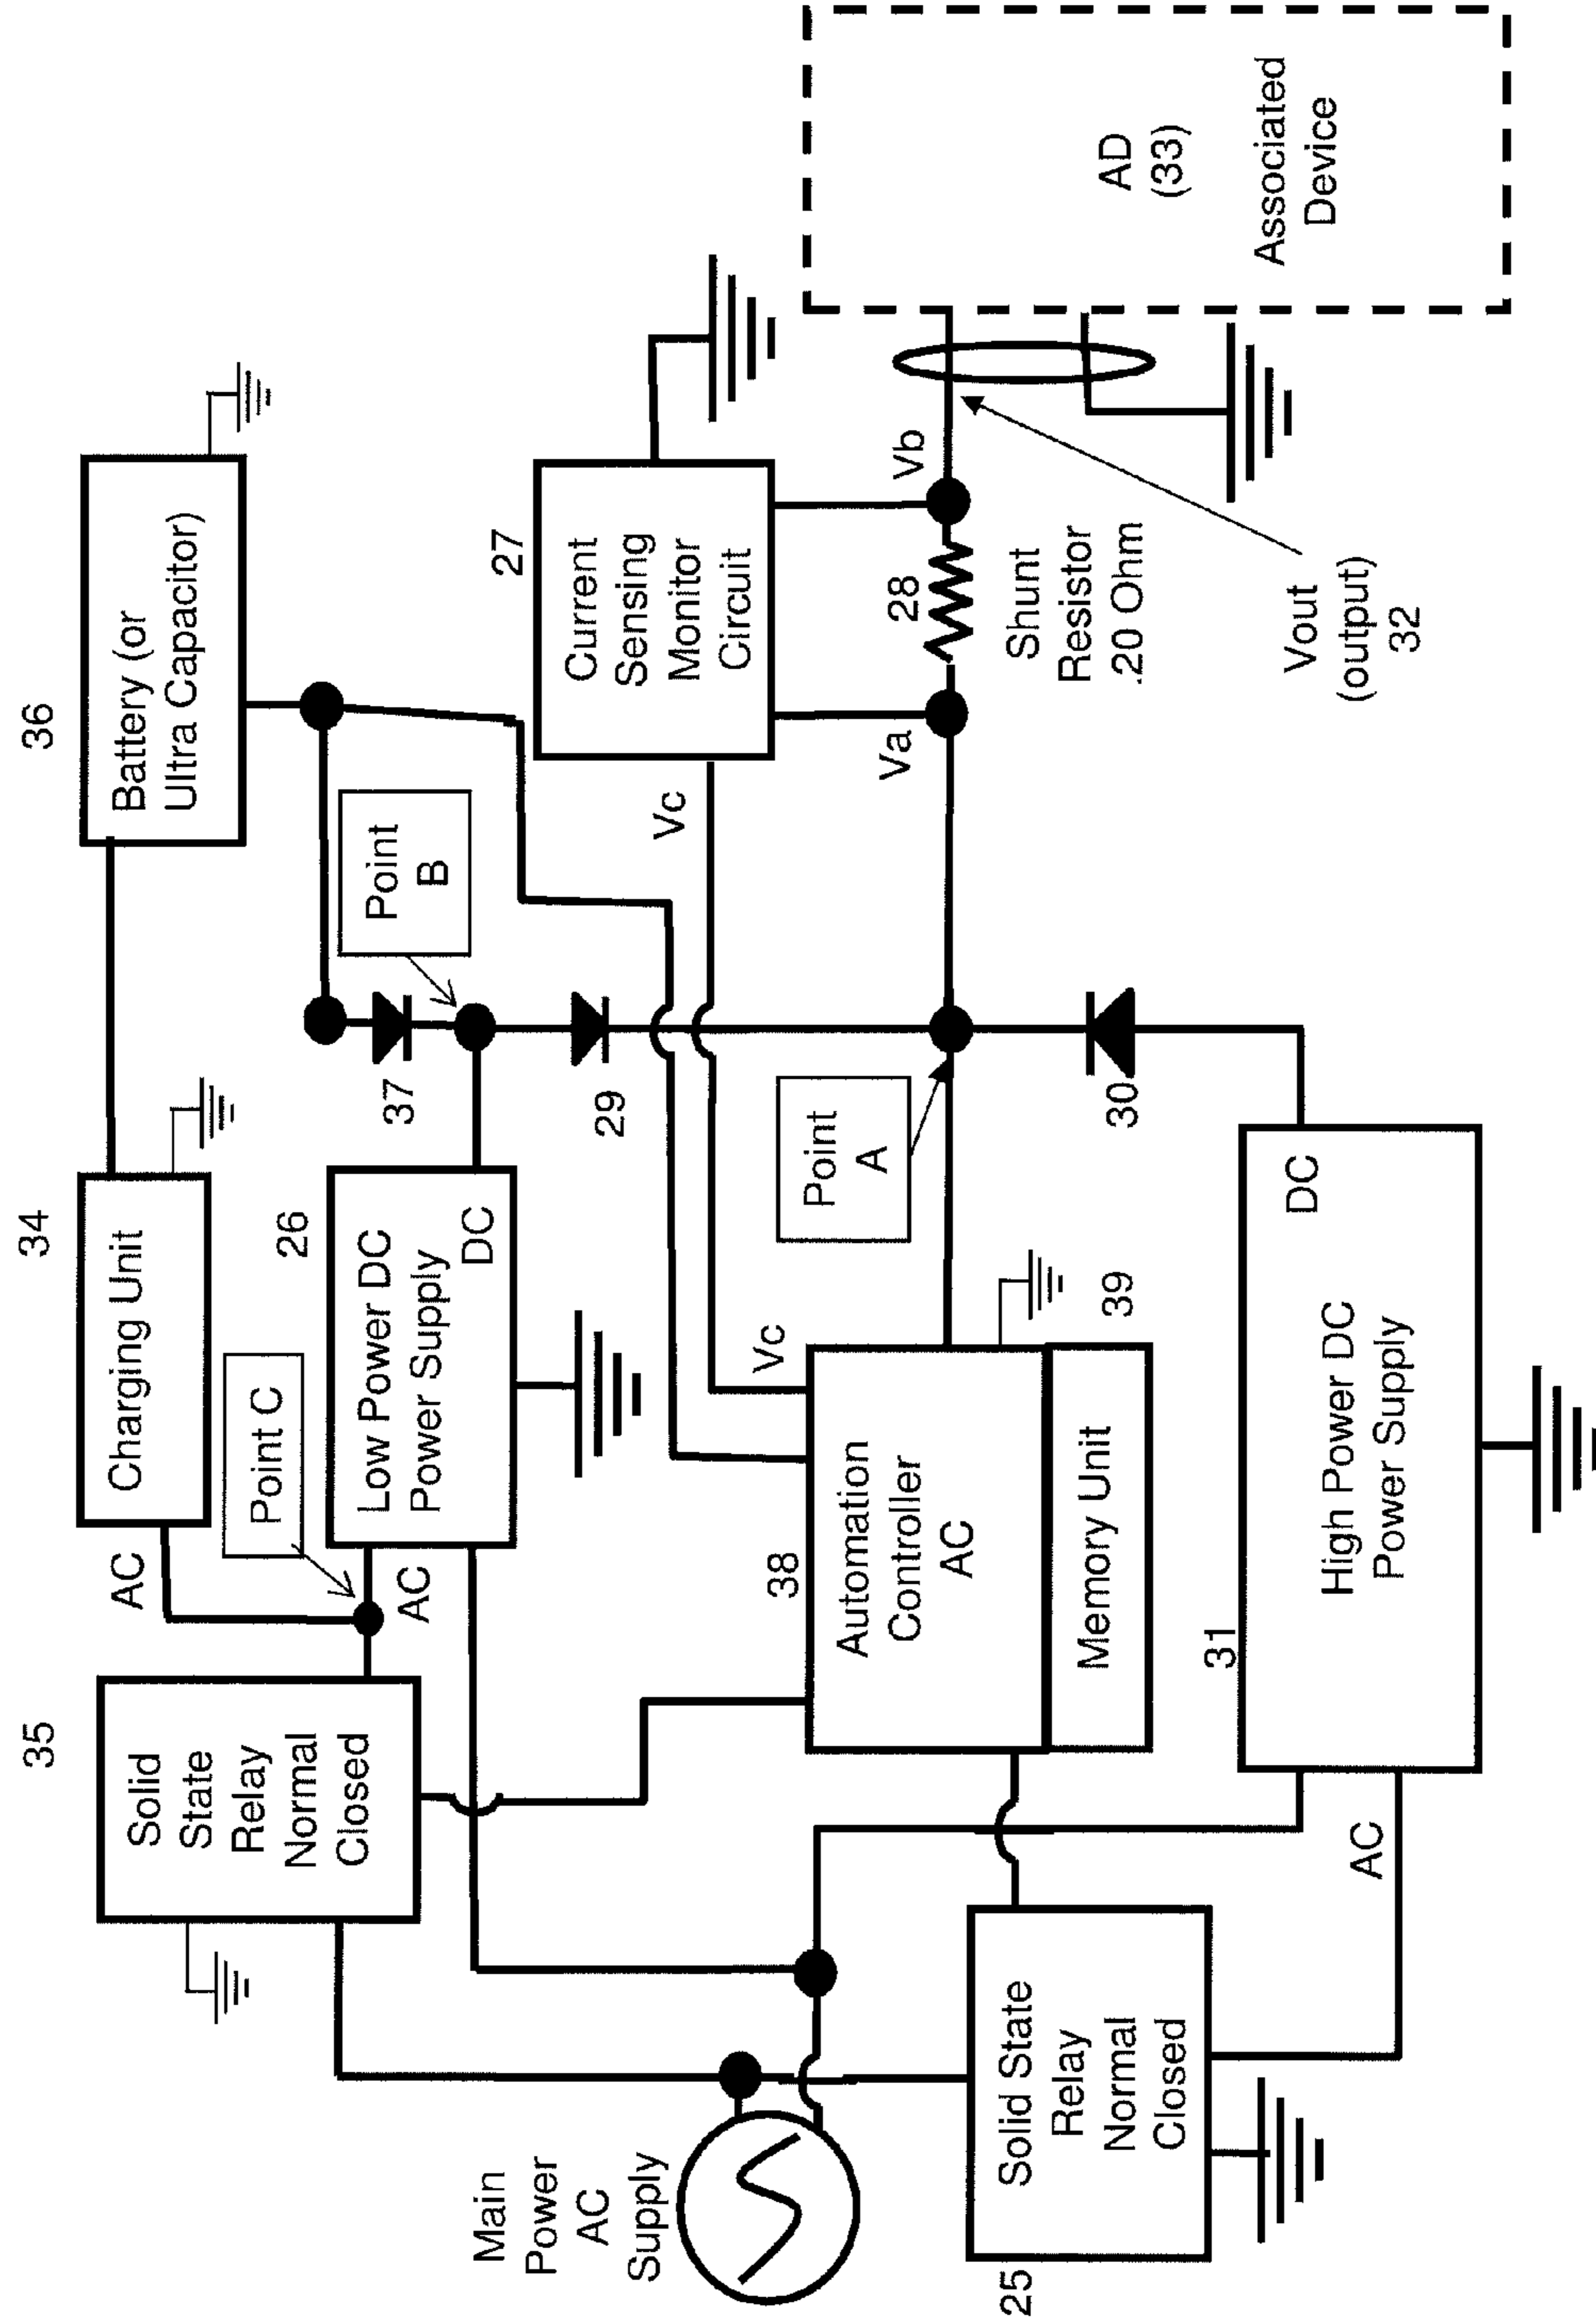 35
Solid
State
Relay
Normal
Closed
34
Charging Unit
AC
Point C
AC
26
Low Power DC
Power Supply
DC
36
Battery (or
Ultra Capacitor)
Point
B
37
29
27
Current
Sensing
Monitor
Circuit
Vc
Vc
Main
Power
AC
Supply
38
Automation
Controller
AC
Memory Unit
39
Point
A
Va
28
Vb
Shunt
Resistor
.20 Ohm
30
Vout
(output)
32
AD
(33)
Associated
Device
25
Solid State
Relay
Normal
Closed
31
AC
High Power DC
Power Supply
DC